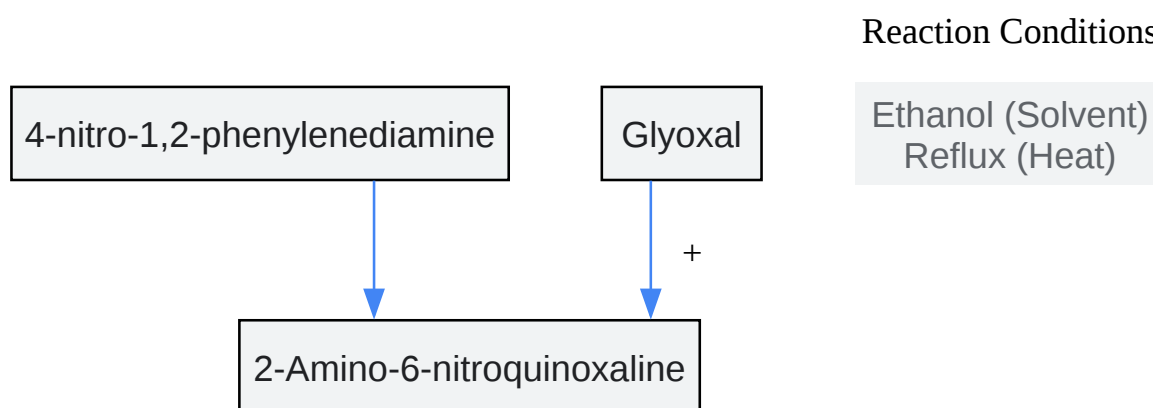 Reaction Conditions
4-nitro-1,2-phenylenediamine
Glyoxal
Ethanol (Solvent)
Reflux (Heat)
+
2-Amino-6-nitroquinoxaline